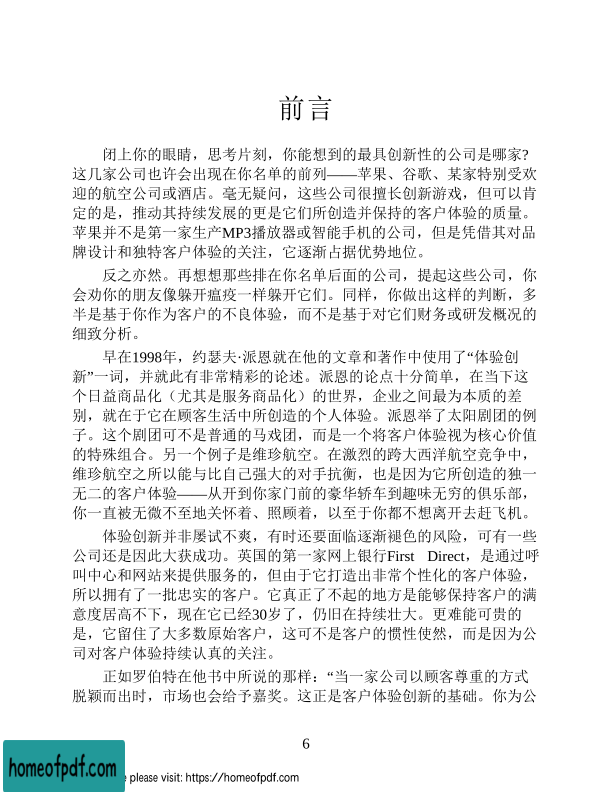 前言
闭上你的眼睛，思考片刻，你能想到的最具创新性的公司是哪家?
这几家公司也许会出现在你名单的前列——苹果、谷歌、某家特别受欢
迎的航空公司或酒店。毫无疑问，这些公司很擅长创新游戏，但可以肯
定的是，推动其持续发展的更是它们所创造并保持的客户体验的质量。
苹果并不是第一家生产MP3播放器或智能手机的公司，但是凭借其对品
牌设计和独特客户体验的关注，它逐渐占据优势地位。
反之亦然。再想想那些排在你名单后面的公司，提起这些公司，你
会劝你的朋友像躲开瘟疫一样躲开它们。同样，你做出这样的判断，多
半是基于你作为客户的不良体验，而不是基于对它们财务或研发概况的
细致分析。
早在1998年，约瑟夫·派恩就在他的文章和著作中使用了“体验创
新”一词，并就此有非常精彩的论述。派恩的论点十分简单，在当下这
个日益商品化（尤其是服务商品化）的世界，企业之间最为本质的差
别，就在于它在顾客生活中所创造的个人体验。派恩举了太阳剧团的例
子。这个剧团可不是普通的马戏团，而是一个将客户体验视为核心价值
的特殊组合。另一个例子是维珍航空。在激烈的跨大西洋航空竞争中，
维珍航空之所以能与比自己强大的对手抗衡，也是因为它所创造的独一
无二的客户体验——从开到你家门前的豪华轿车到趣味无穷的俱乐部，
你一直被无微不至地关怀着、照顾着，以至于你都不想离开去赶飞机。
体验创新并非屡试不爽，有时还要面临逐渐褪色的风险，可有一些
公司还是因此大获成功。英国的第一家网上银行First Direct，是通过呼
叫中心和网站来提供服务的，但由于它打造出非常个性化的客户体验，
所以拥有了一批忠实的客户。它真正了不起的地方是能够保持客户的满
意度居高不下，现在它已经30岁了，仍旧在持续壮大。更难能可贵的
是，它留住了大多数原始客户，这可不是客户的惯性使然，而是因为公
司对客户体验持续认真的关注。
正如罗伯特在他书中所说的那样：“当一家公司以顾客尊重的方式
脱颖而出时，市场也会给予嘉奖。这正是客户体验创新的基础。你为公
6
homeofpdf.com
e please visit: https://homeofpdf.com